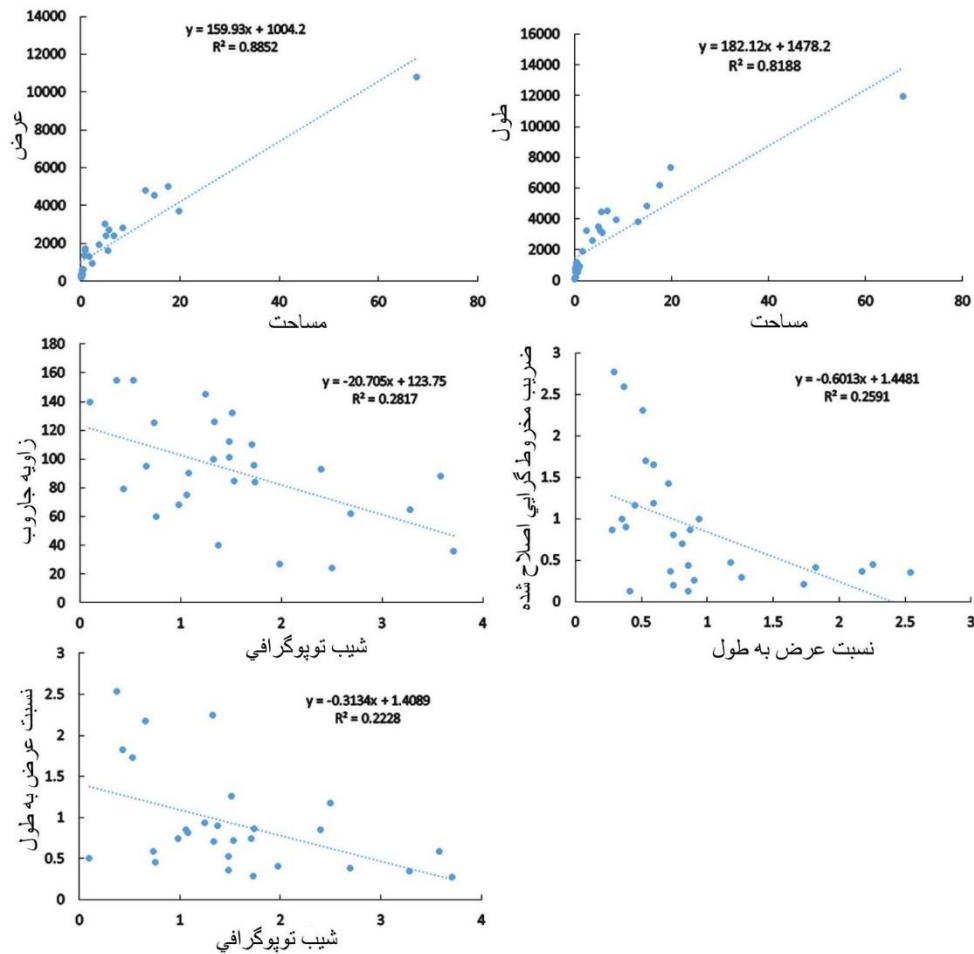 y = 159.93x + 1004.2
R² = 0.8852
14000
12000
10000
8000
6000
4000
2000
0
عرض
0 20 40 60 80
مساحت
y = 182.12x + 1478.2
R² = 0.8188
16000
14000
12000
10000
8000
6000
4000
2000
0
طول
0 20 40 60 80
مساحت
y = -20.705x + 123.75
R² = 0.2817
180
160
140
120
100
80
60
40
20
0
زاويه جاروب
0 1 2 3 4
شيب توپوگرافي
y = -0.6013x + 1.4481
R² = 0.2591
3
2.5
2
1.5
1
0.5
0
ضريب مخروط گرايي اصلاح شده
0 0.5 1 1.5 2 2.5 3
نسبت عرض به طول
y = -0.3134x + 1.4089
R² = 0.2228
3
2.5
2
1.5
1
0.5
0
نسبت عرض به طول
0 1 2 3 4
شيب توپوگرافي